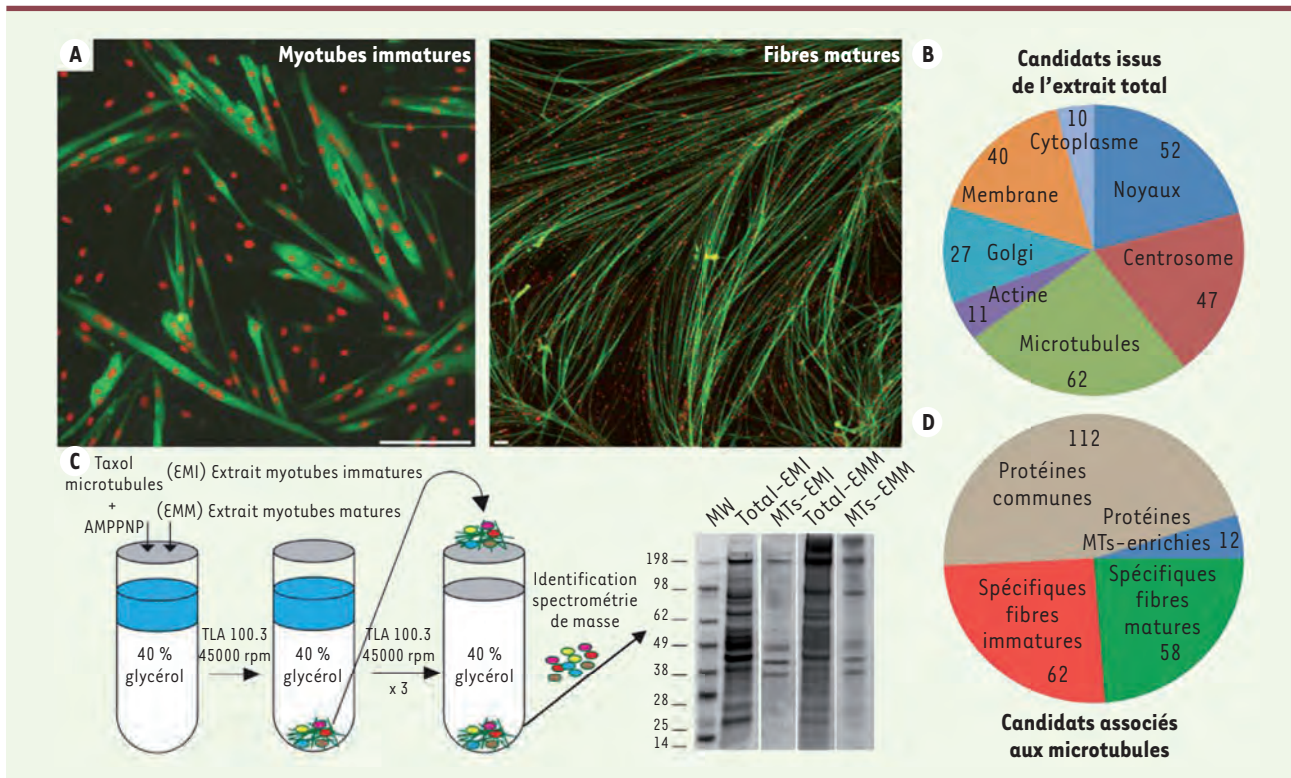 A
Myotubes immatures
Fibres matures
B
Candidats issus
de l'extrait total
10
Cytoplasme
52
40
Noyaux
Membrane
27
Golgi
Centrosome
Actine
11
47
Microtubules
62
C
Taxol
microtubules
+
AMPPNP
(EMI) Extrait myotubes immatures
(EMM) Extrait myotubes matures
40 %
glycérol
TLA 100.3
45000 rpm
40 %
glycérol
TLA 100.3
45000 rpm
x 3
40 %
glycérol
Identification
spectrométrie
de masse
MW
Total-EMI
MTs-EMI
Total-EMM
MTs-EMM
198
98
62
49
38
28
25
14
D
112
Protéines
communes
Protéines
MTs-enrichies
12
Spécifiques
fibres
immatures
62
Spécifiques
fibres
matures
58
Candidats associés
aux microtubules